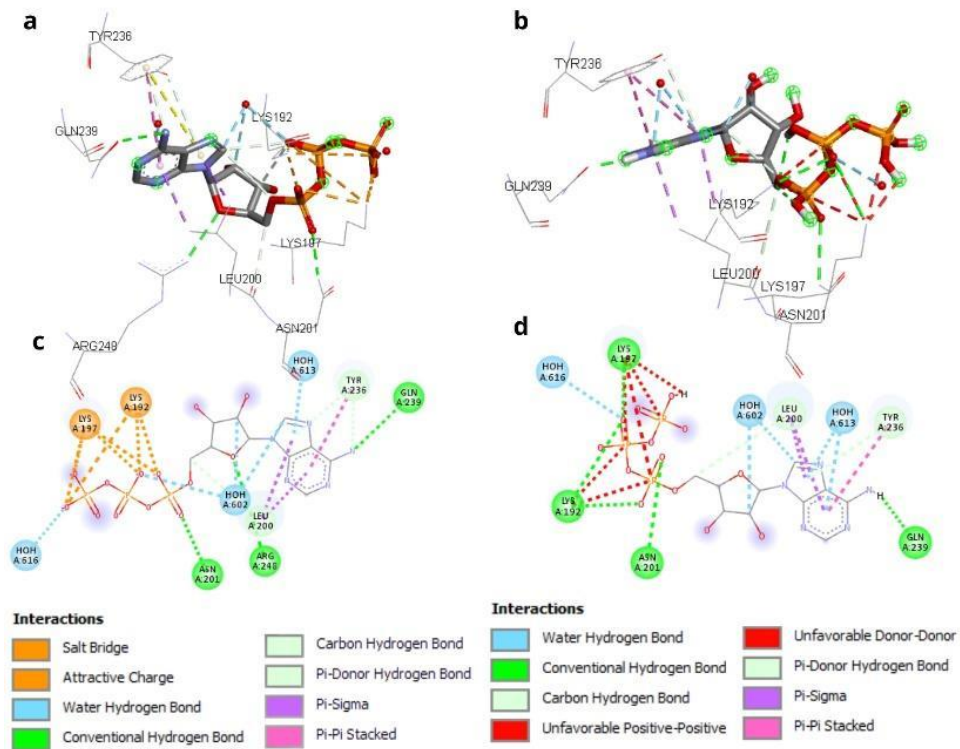 a
TYR236
GLN239
LYS192
LYS197
LEU200
ASN201
ARG248
b
TYR236
GLN239
LYS192
LEU200
LYS197
ASN201
c
HOH
A:613
TYR
A:236
GLN
A:239
LYS
A:192
LYS
A:197
HOH
A:602
LEU
A:200
HOH
A:616
ASN
A:201
ARG
A:248
d
LYS
A:197
HOH
A:616
H
HOH
A:602
LEU
A:200
HOH
A:613
TYR
A:236
LYS
A:192
H
ASN
A:201
GLN
A:239
Interactions
Salt Bridge
Attractive Charge
Water Hydrogen Bond
Conventional Hydrogen Bond
Carbon Hydrogen Bond
Pi-Donor Hydrogen Bond
Pi-Sigma
Pi-Pi Stacked
Interactions
Water Hydrogen Bond
Conventional Hydrogen Bond
Carbon Hydrogen Bond
Unfavorable Positive-Positive
Unfavorable Donor-Donor
Pi-Donor Hydrogen Bond
Pi-Sigma
Pi-Pi Stacked